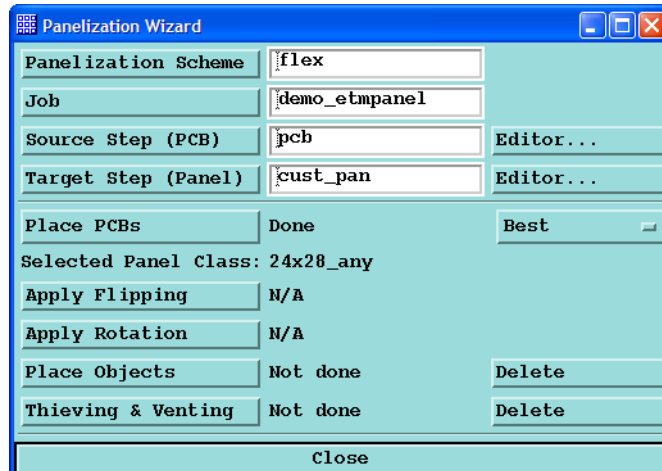 Panelization Wizard
Panelization Scheme flex
Job demo_etmpanel
Source Step (PCB) pcb Editor...
Target Step (Panel) cust_pan Editor...
Place PCBs Done Best
Selected Panel Class: 24x28_any
Apply Flipping N/A
Apply Rotation N/A
Place Objects Not done Delete
Thieving & Venting Not done Delete
Close